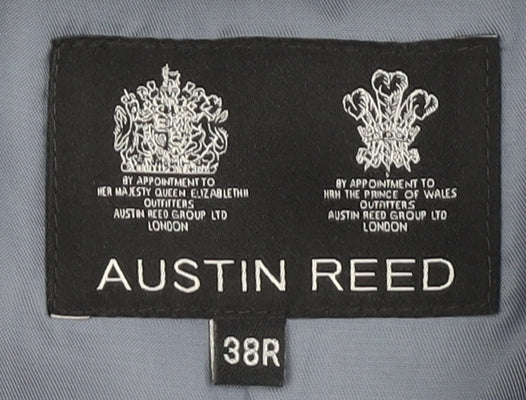 BY APPOINTMENT TO
HER MAJESTY QUEEN ELIZABETH II
OUTFITTERS
AUSTIN REED GROUP LTD
LONDON
BY APPOINTMENT TO
HRH THE PRINCE OF WALES
OUTFITTERS
AUSTIN REED GROUP LTD
LONDON
AUSTIN REED
38R